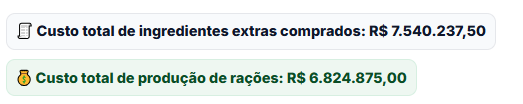 Custo total de ingredientes extras comprados: R$ 7.540.237,50
Custo total de produção de rações: R$ 6.824.875,00